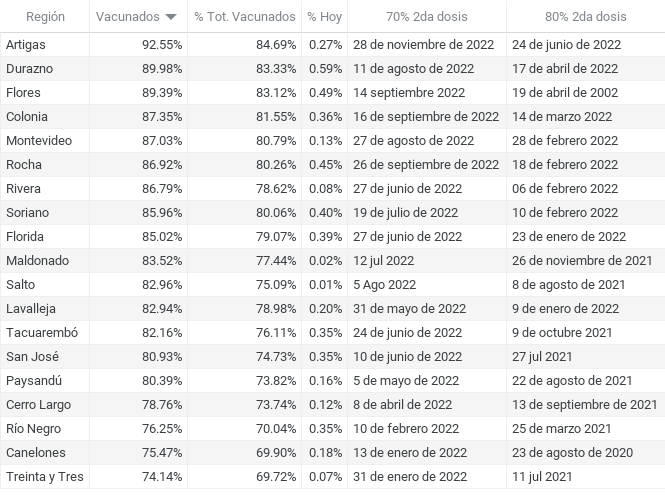 Región Vacunados % Tot. Vacunados % Hoy 70% 2da dosis 80% 2da dosis
Artigas 92.55% 84.69% 0.27% 28 de noviembre de 2022 24 de junio de 2022
Durazno 89.98% 83.33% 0.59% 11 de agosto de 2022 17 de abril de 2022
Flores 89.39% 83.12% 0.49% 14 septiembre 2022 19 de abril de 2002
Colonia 87.35% 81.55% 0.36% 16 de septiembre de 2022 14 de marzo 2022
Montevideo 87.03% 80.79% 0.13% 27 de agosto de 2022 28 de febrero 2022
Rocha 86.92% 80.26% 0.45% 26 de septiembre de 2022 18 de febrero 2022
Rivera 86.79% 78.62% 0.08% 27 de junio de 2022 06 de febrero 2022
Soriano 85.96% 80.06% 0.40% 19 de julio de 2022 10 de febrero 2022
Florida 85.02% 79.07% 0.39% 27 de junio de 2022 23 de enero de 2022
Maldonado 83.52% 77.44% 0.02% 12 jul 2022 26 de noviembre de 2021
Salto 82.96% 75.09% 0.01% 5 Ago 2022 8 de agosto de 2021
Lavalleja 82.94% 78.98% 0.20% 31 de mayo de 2022 9 de enero de 2022
Tacuarembó 82.16% 76.11% 0.35% 24 de junio de 2022 9 de octubre 2021
San José 80.93% 74.73% 0.35% 10 de junio de 2022 27 jul 2021
Paysandú 80.39% 73.82% 0.16% 5 de mayo de 2022 22 de agosto de 2021
Cerro Largo 78.76% 73.74% 0.12% 8 de abril de 2022 13 de septiembre de 2021
Río Negro 76.25% 70.04% 0.35% 10 de febrero 2022 25 de marzo 2021
Canelones 75.47% 69.90% 0.18% 13 de enero de 2022 23 de agosto de 2020
Treinta y Tres 74.14% 69.72% 0.07% 31 de enero de 2022 11 jul 2021